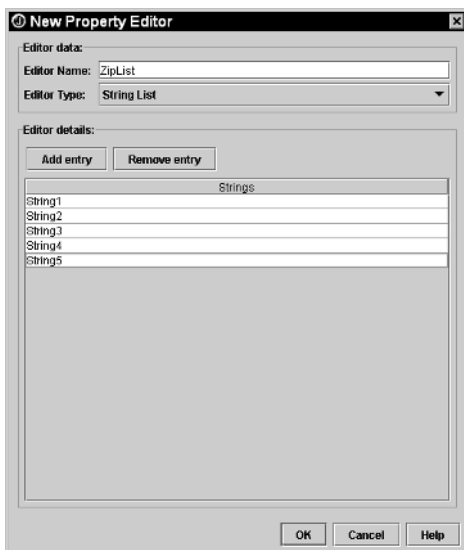 New Property Editor
Editor data:
Editor Name: ZipList
Editor Type: String List
Editor details:
Add entry Remove entry
Strings
String1
String2
String3
String4
String5
OK Cancel Help